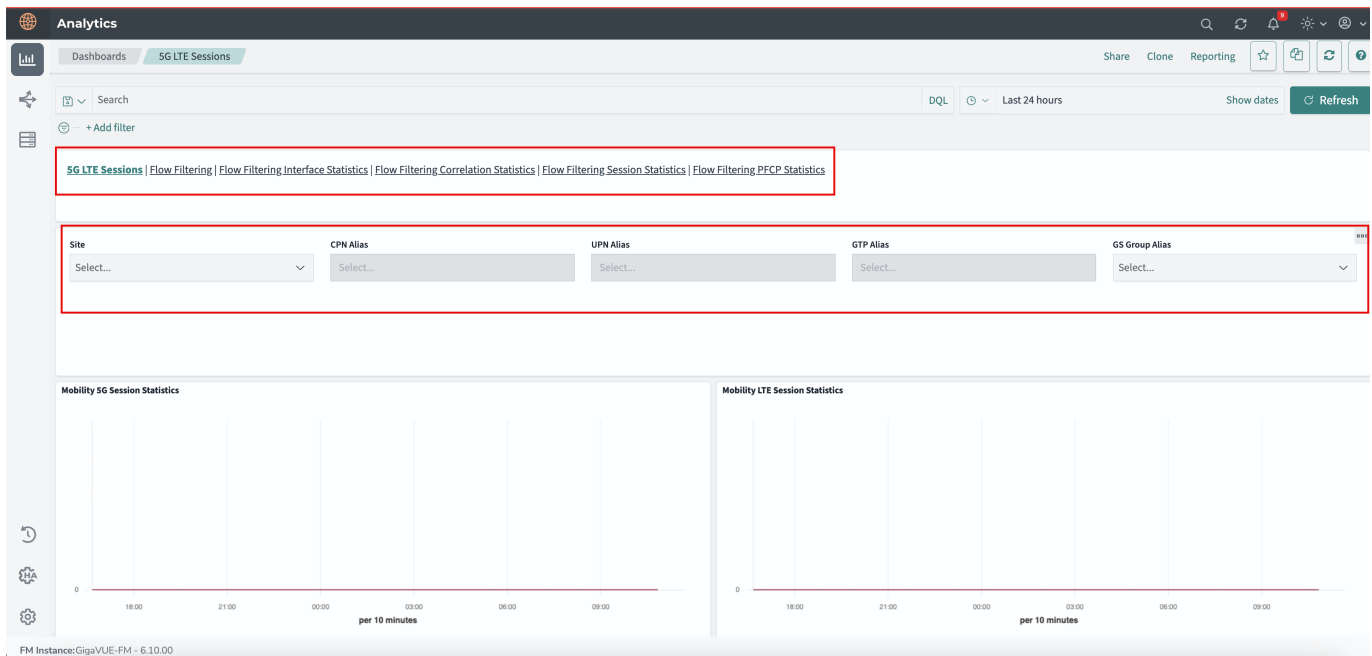 Analytics
9
Dashboards 5G LTE Sessions Share Clone Reporting
Search DQL Last 24 hours Show dates Refresh
+ Add filter
5G LTE Sessions | Flow Filtering | Flow Filtering Interface Statistics | Flow Filtering Correlation Statistics | Flow Filtering Session Statistics | Flow Filtering PFCP Statistics
Site CPN Alias UPN Alias GTP Alias GS Group Alias
Select... Select... Select... Select... Select...
Mobility 5G Session Statistics Mobility LTE Session Statistics
0 0
18:00 21:00 00:00 03:00 06:00 09:00 18:00 21:00 00:00 03:00 06:00 09:00
per 10 minutes per 10 minutes
HA
FM Instance:GigaVUE-FM - 6.10.00